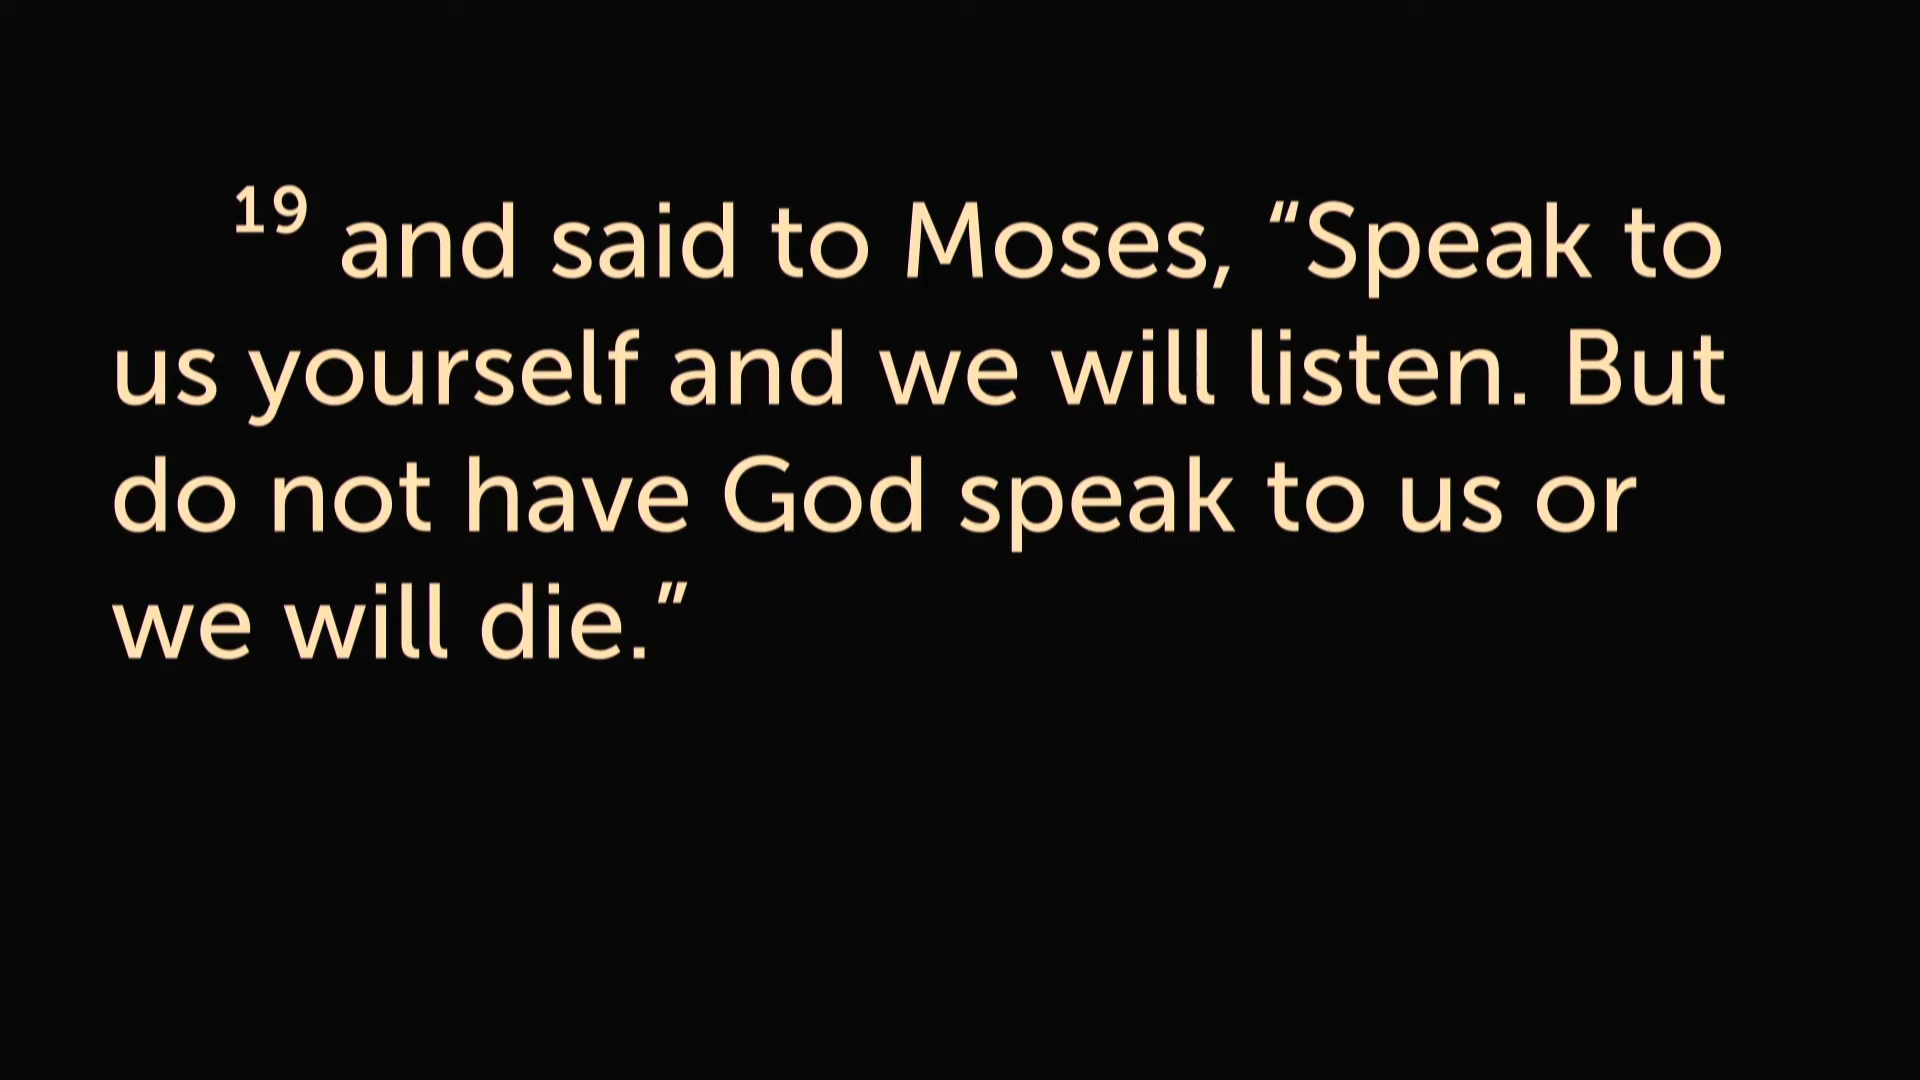 19 and said to Moses, “Speak to
us yourself and we will listen. But
do not have God speak to us or
we will die.”